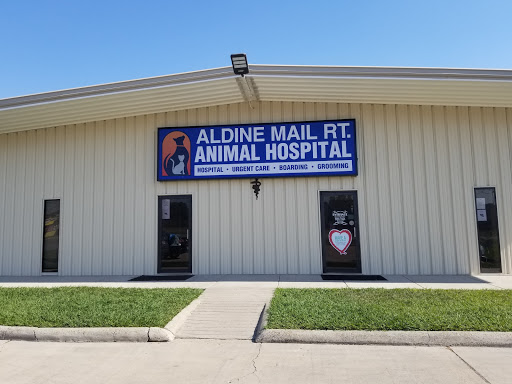 ALDINE MAIL RT.
ANIMAL HOSPITAL
HOSPITAL • URGENT CARE • BOARDING • GROOMING